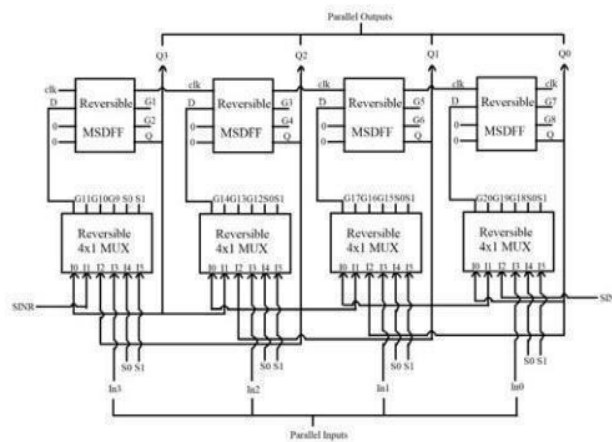 Parallel Outputs
Q3 Q2 Q1 Q0
clk clk clk clk clk
D Reversible G1 D Reversible G3 D Reversible G5 D Reversible G7
0 MSDFF G2 0 MSDFF G4 0 MSDFF G6 0 MSDFF G8
0 Q 0 Q 0 Q 0 Q
G11G10G9 S0 S1 G14G13G12S0S1 G17G16G15S0S1 G20G19G18S0S1
Reversible Reversible Reversible Reversible
4x1 MUX 4x1 MUX 4x1 MUX 4x1 MUX
I0 I1 I2 I3 I4 I5 I0 I1 I2 I3 I4 I5 I0 I1 I2 I3 I4 I5 I0 I1 I2 I3 I4 I5
SINR
S0 S1 S0 S1 S0 S1 S0 S1
In3 In2 In1 In0
Parallel Inputs